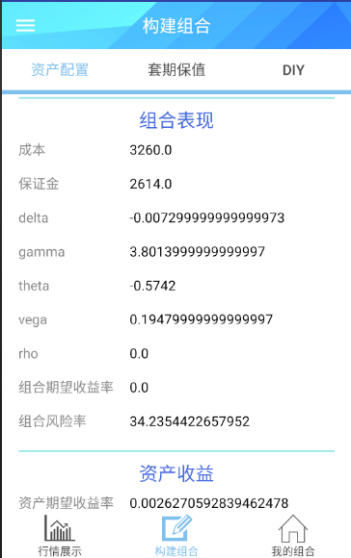 构建组合
资产配置 套期保值 DIY
组合表现
成本 3260.0
保证金 2614.0
delta -0.007299999999999973
gamma 3.8013999999999997
theta -0.5742
vega 0.19479999999999997
rho 0.0
组合期望收益率 0.0
组合风险率 34.2354422657952
资产收益
资产期望收益率 0.0026270592839462478
行情展示 构建组合 我的组合